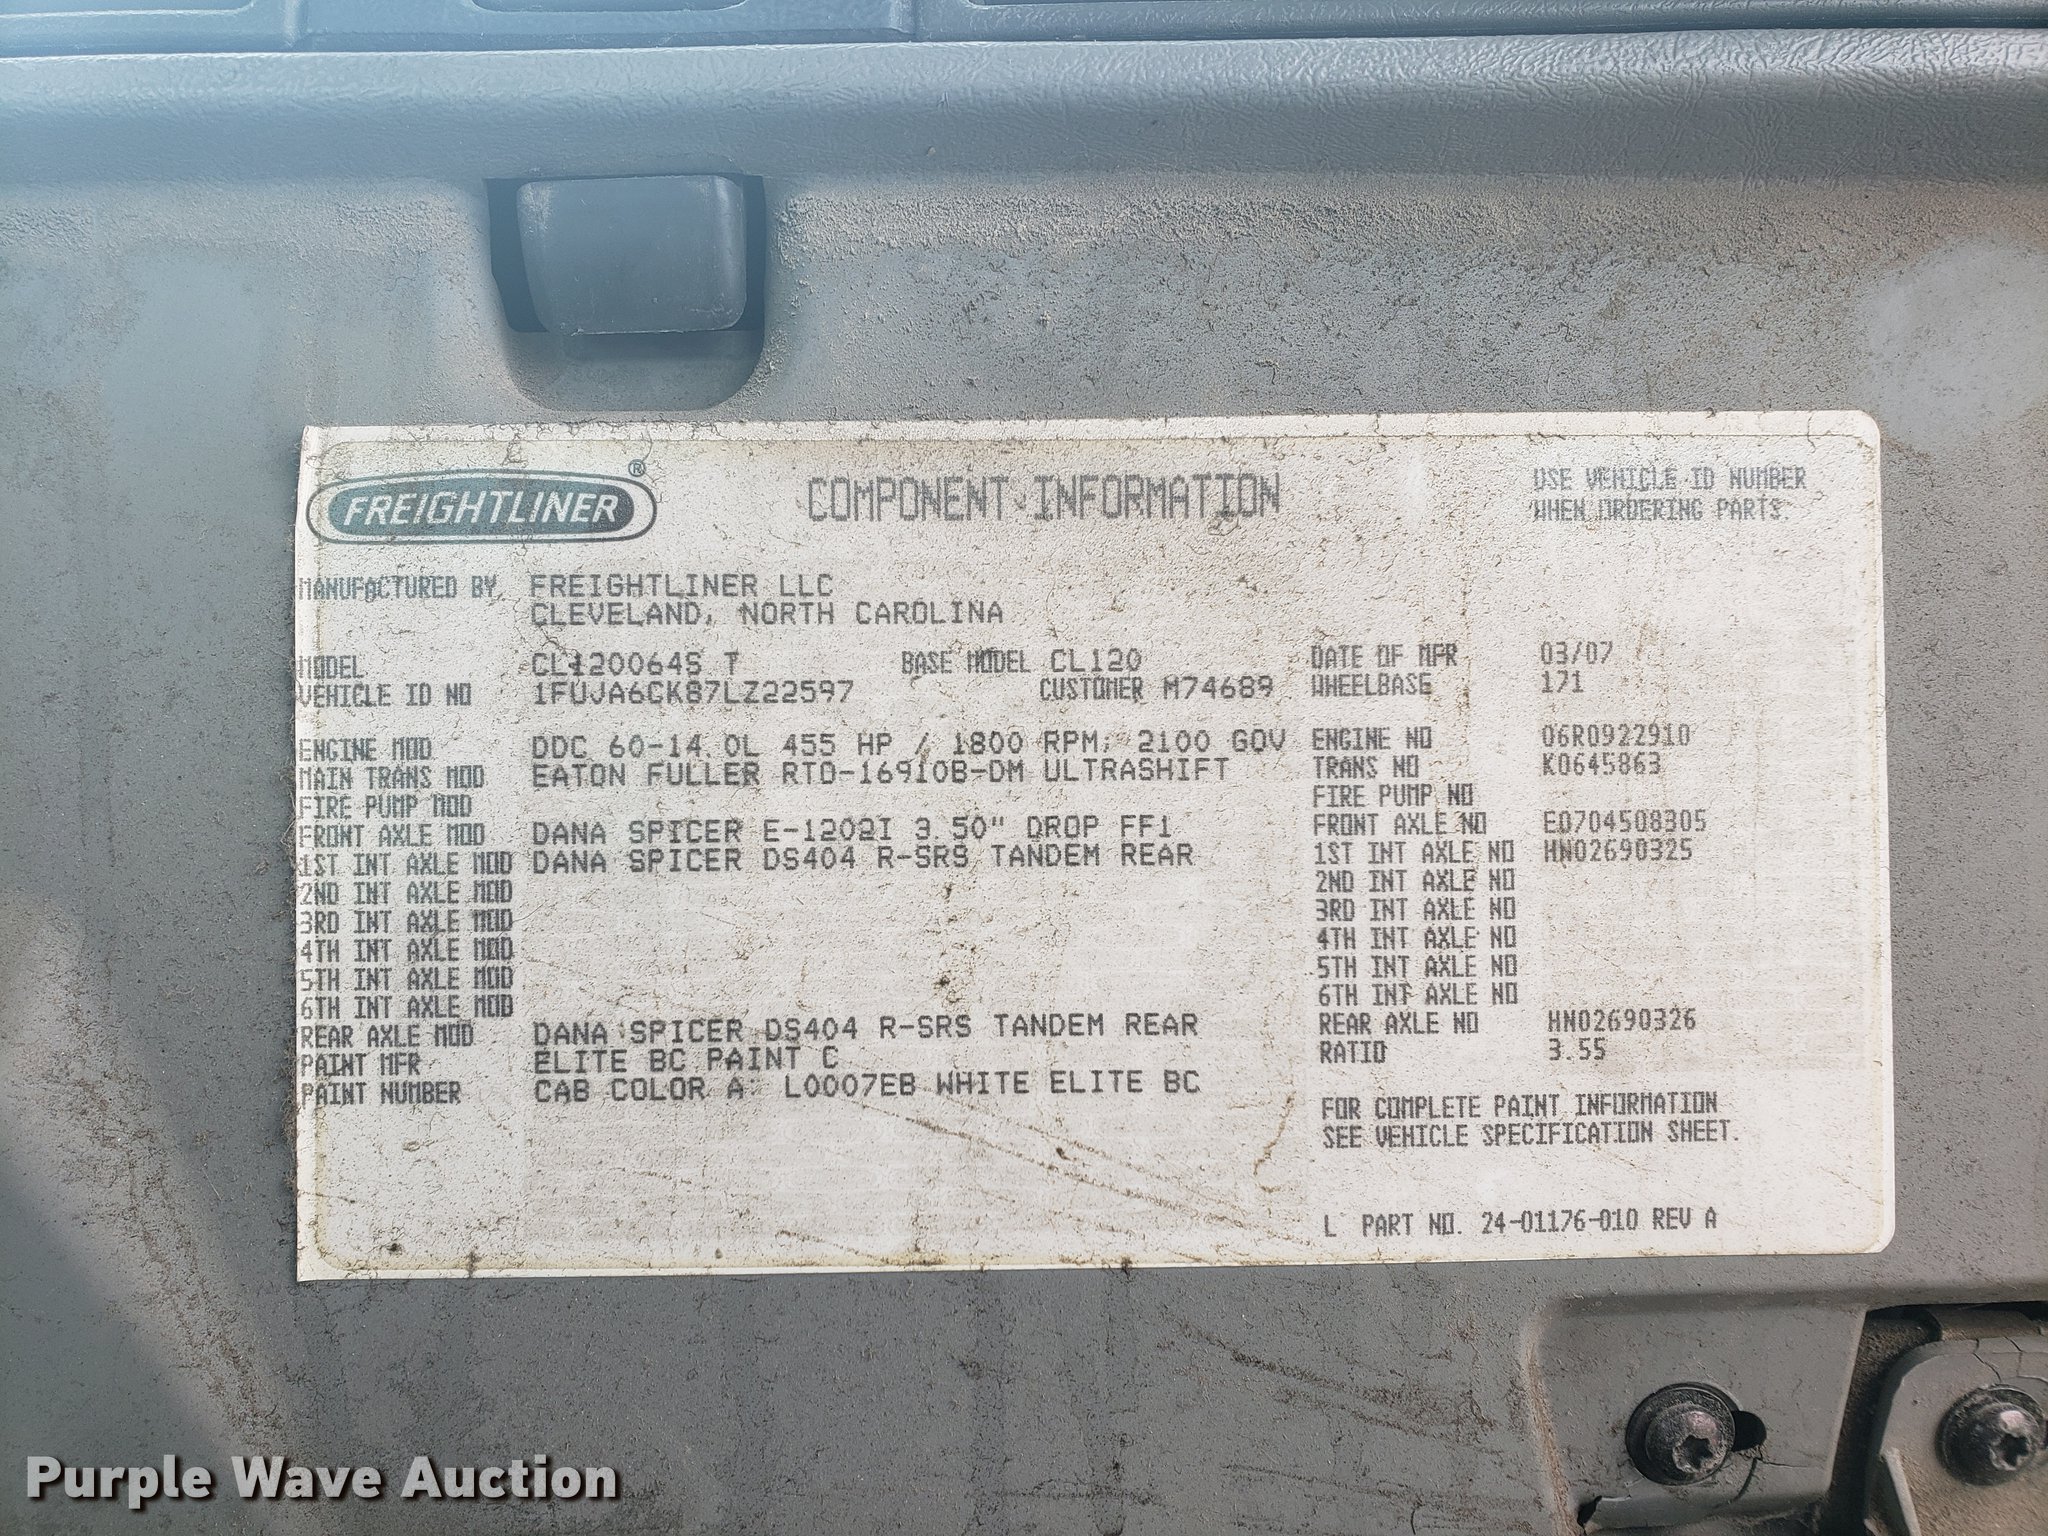 FREIGHTLINER®
COMPONENT INFORMATION
USE VEHICLE ID NUMBER
WHEN ORDERING PARTS.
MANUFACTURED BY FREIGHTLINER LLC
CLEVELAND, NORTH CAROLINA
MODEL CL120064S T BASE MODEL CL120 DATE OF MFR 03/07
VEHICLE ID NO 1FUJA6CK87LZ22597 CUSTOMER M74689 WHEELBASE 171
ENGINE MOD DDC 60-14.0L 455 HP / 1800 RPM, 2100 GOV ENGINE NO 06R0922910
MAIN TRANS MOD EATON FULLER RTO-16910B-DM ULTRASHIFT TRANS NO K0645863
FIRE PUMP MOD FIRE PUMP NO
FRONT AXLE MOD DANA SPICER E-1202I 3.50" DROP FF1 FRONT AXLE NO E0704508305
1ST INT AXLE MOD DANA SPICER DS404 R-SRS TANDEM REAR 1ST INT AXLE NO HN02690325
2ND INT AXLE MOD 2ND INT AXLE NO
3RD INT AXLE MOD 3RD INT AXLE NO
4TH INT AXLE MOD 4TH INT AXLE NO
5TH INT AXLE MOD 5TH INT AXLE NO
6TH INT AXLE MOD 6TH INT AXLE NO
REAR AXLE MOD DANA SPICER DS404 R-SRS TANDEM REAR REAR AXLE NO HN02690326
PAINT MFR ELITE BC PAINT C RATIO 3.55
PAINT NUMBER CAB COLOR A: L0007EB WHITE ELITE BC
FOR COMPLETE PAINT INFORMATION
SEE VEHICLE SPECIFICATION SHEET.
L PART NO. 24-01176-010 REV A
Purple Wave Auction